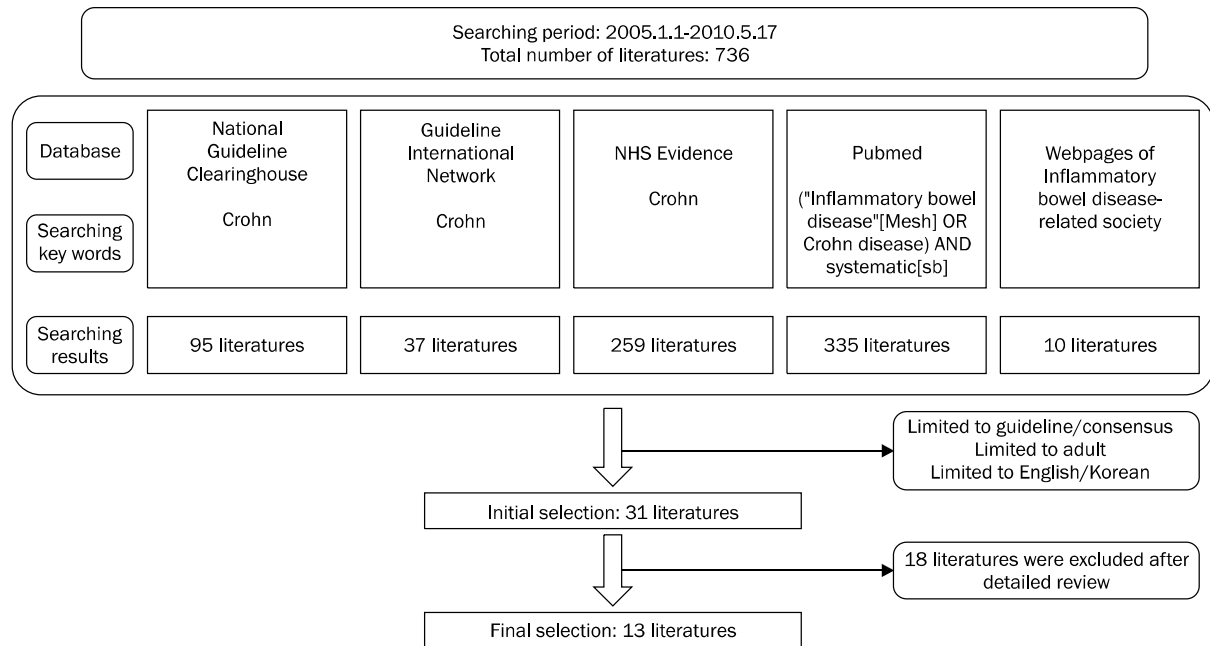 Searching period: 2005.1.1-2010.5.17
Total number of literatures: 736
Database
National
Guideline
Clearinghouse
Crohn
Guideline
International
Network
Crohn
NHS Evidence
Crohn
Pubmed
("Inflammatory bowel
disease"[Mesh] OR
Crohn disease) AND
systematic[sb]
Webpages of
Inflammatory
bowel disease-
related society
Searching
key words
Searching
results
95 literatures
37 literatures
259 literatures
335 literatures
10 literatures
Limited to guideline/consensus
Limited to adult
Limited to English/Korean
Initial selection: 31 literatures
18 literatures were excluded after
detailed review
Final selection: 13 literatures